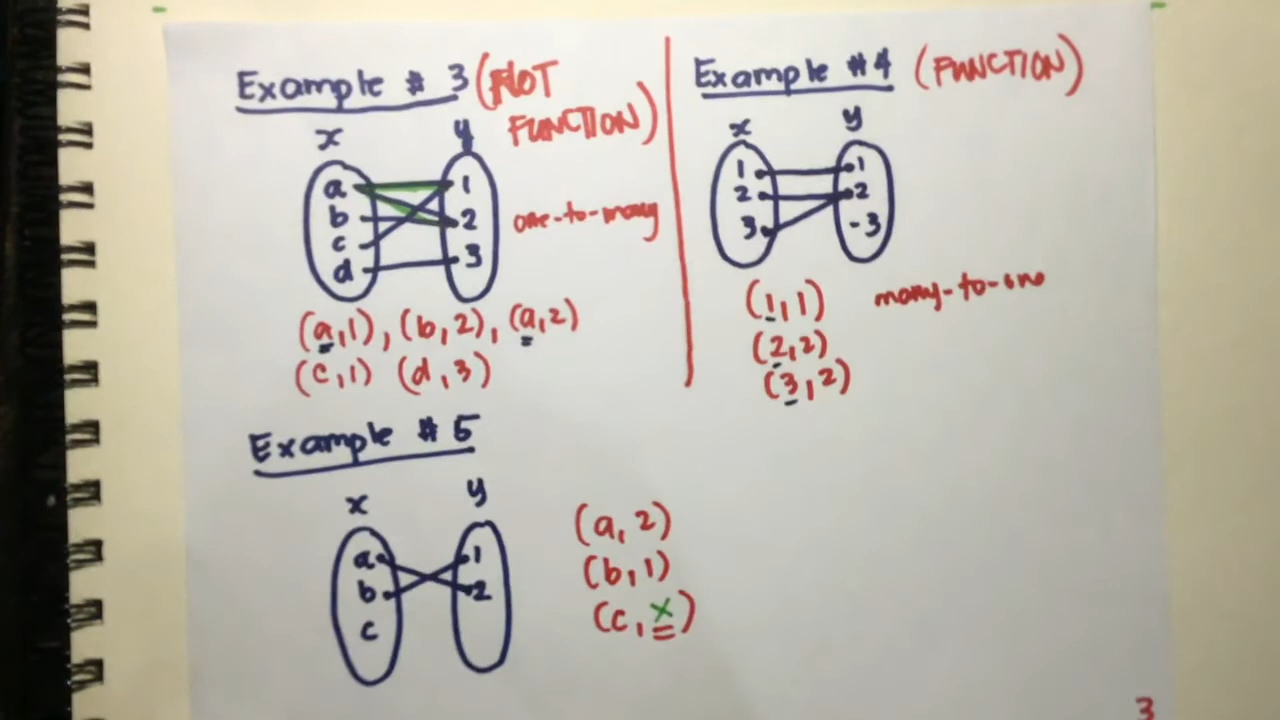 Example # 3 (NOT
FUNCTION)
x y
a 1
b 2
c 3
d
one-to-many
(a,1), (b,2), (a,2)
(c,1) (d,3)
Example #4 (FUNCTION)
x y
1 1
2 2
3 3
many-to-one
(1,1)
(2,2)
(3,2)
Example # 5
x y
a 1
b 2
c
(a, 2)
(b, 1)
(c, x)
3